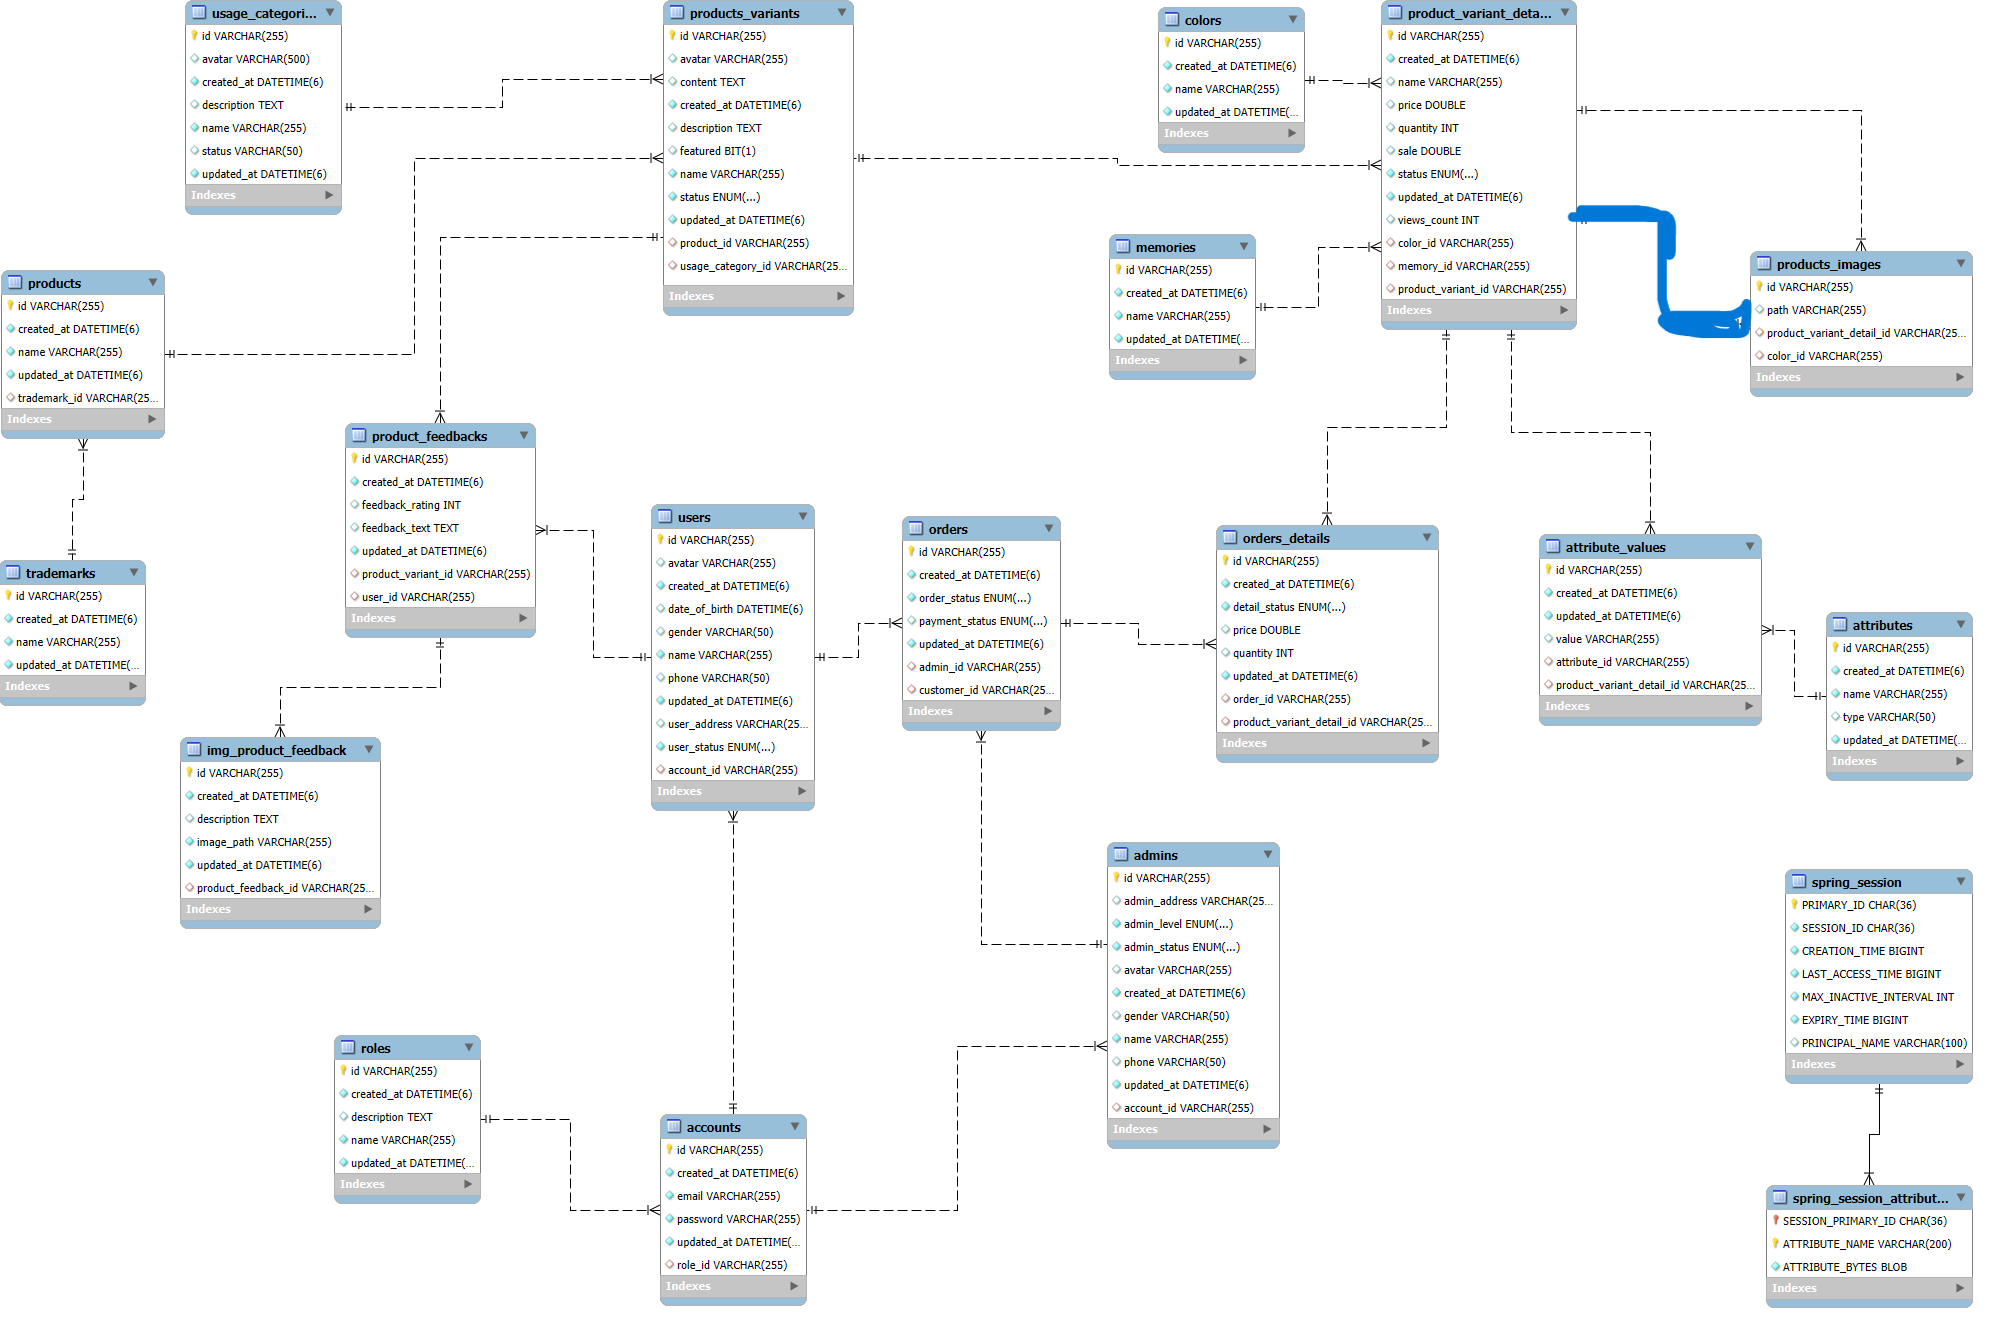 usage_categori...
id VARCHAR(255)
avatar VARCHAR(500)
created_at DATETIME(6)
description TEXT
name VARCHAR(255)
status VARCHAR(50)
updated_at DATETIME(6)
Indexes
products_variants
id VARCHAR(255)
avatar VARCHAR(255)
content TEXT
created_at DATETIME(6)
description TEXT
featured BIT(1)
name VARCHAR(255)
status ENUM(...)
updated_at DATETIME(6)
product_id VARCHAR(255)
usage_category_id VARCHAR(25...
Indexes
colors
id VARCHAR(255)
created_at DATETIME(6)
name VARCHAR(255)
updated_at DATETIME(...
Indexes
product_variant_deta...
id VARCHAR(255)
created_at DATETIME(6)
name VARCHAR(255)
price DOUBLE
quantity INT
sale DOUBLE
status ENUM(...)
updated_at DATETIME(6)
views_count INT
color_id VARCHAR(255)
memory_id VARCHAR(255)
product_variant_id VARCHAR(255)
Indexes
memories
id VARCHAR(255)
created_at DATETIME(6)
name VARCHAR(255)
updated_at DATETIME(...
Indexes
products_images
id VARCHAR(255)
path VARCHAR(255)
product_variant_detail_id VARCHAR(25...
color_id VARCHAR(255)
Indexes
products
id VARCHAR(255)
created_at DATETIME(6)
name VARCHAR(255)
updated_at DATETIME(6)
trademark_id VARCHAR(25...
Indexes
product_feedbacks
id VARCHAR(255)
created_at DATETIME(6)
feedback_rating INT
feedback_text TEXT
updated_at DATETIME(6)
product_variant_id VARCHAR(255)
user_id VARCHAR(255)
Indexes
trademarks
id VARCHAR(255)
created_at DATETIME(6)
name VARCHAR(255)
updated_at DATETIME(...
Indexes
users
id VARCHAR(255)
avatar VARCHAR(255)
created_at DATETIME(6)
date_of_birth DATETIME(6)
gender VARCHAR(50)
name VARCHAR(255)
phone VARCHAR(50)
updated_at DATETIME(6)
user_address VARCHAR(25...
user_status ENUM(...)
account_id VARCHAR(255)
Indexes
orders
id VARCHAR(255)
created_at DATETIME(6)
order_status ENUM(...)
payment_status ENUM(...)
updated_at DATETIME(6)
admin_id VARCHAR(255)
customer_id VARCHAR(25...
Indexes
orders_details
id VARCHAR(255)
created_at DATETIME(6)
detail_status ENUM(...)
price DOUBLE
quantity INT
updated_at DATETIME(6)
order_id VARCHAR(255)
product_variant_detail_id VARCHAR(25...
Indexes
attribute_values
id VARCHAR(255)
created_at DATETIME(6)
updated_at DATETIME(6)
value VARCHAR(255)
attribute_id VARCHAR(255)
product_variant_detail_id VARCHAR(25...
Indexes
attributes
id VARCHAR(255)
created_at DATETIME(6)
name VARCHAR(255)
type VARCHAR(50)
updated_at DATETIME(...
Indexes
img_product_feedback
id VARCHAR(255)
created_at DATETIME(6)
description TEXT
image_path VARCHAR(255)
updated_at DATETIME(6)
product_feedback_id VARCHAR(25...
Indexes
admins
id VARCHAR(255)
admin_address VARCHAR(25...
admin_level ENUM(...)
admin_status ENUM(...)
avatar VARCHAR(255)
created_at DATETIME(6)
gender VARCHAR(50)
name VARCHAR(255)
phone VARCHAR(50)
updated_at DATETIME(6)
account_id VARCHAR(255)
Indexes
spring_session
PRIMARY_ID CHAR(36)
SESSION_ID CHAR(36)
CREATION_TIME BIGINT
LAST_ACCESS_TIME BIGINT
MAX_INACTIVE_INTERVAL INT
EXPIRY_TIME BIGINT
PRINCIPAL_NAME VARCHAR(100)
Indexes
roles
id VARCHAR(255)
created_at DATETIME(6)
description TEXT
name VARCHAR(255)
updated_at DATETIME(...
Indexes
accounts
id VARCHAR(255)
created_at DATETIME(6)
email VARCHAR(255)
password VARCHAR(255)
updated_at DATETIME(...
role_id VARCHAR(255)
Indexes
spring_session_attribut...
SESSION_PRIMARY_ID CHAR(36)
ATTRIBUTE_NAME VARCHAR(200)
ATTRIBUTE_BYTES BLOB
Indexes